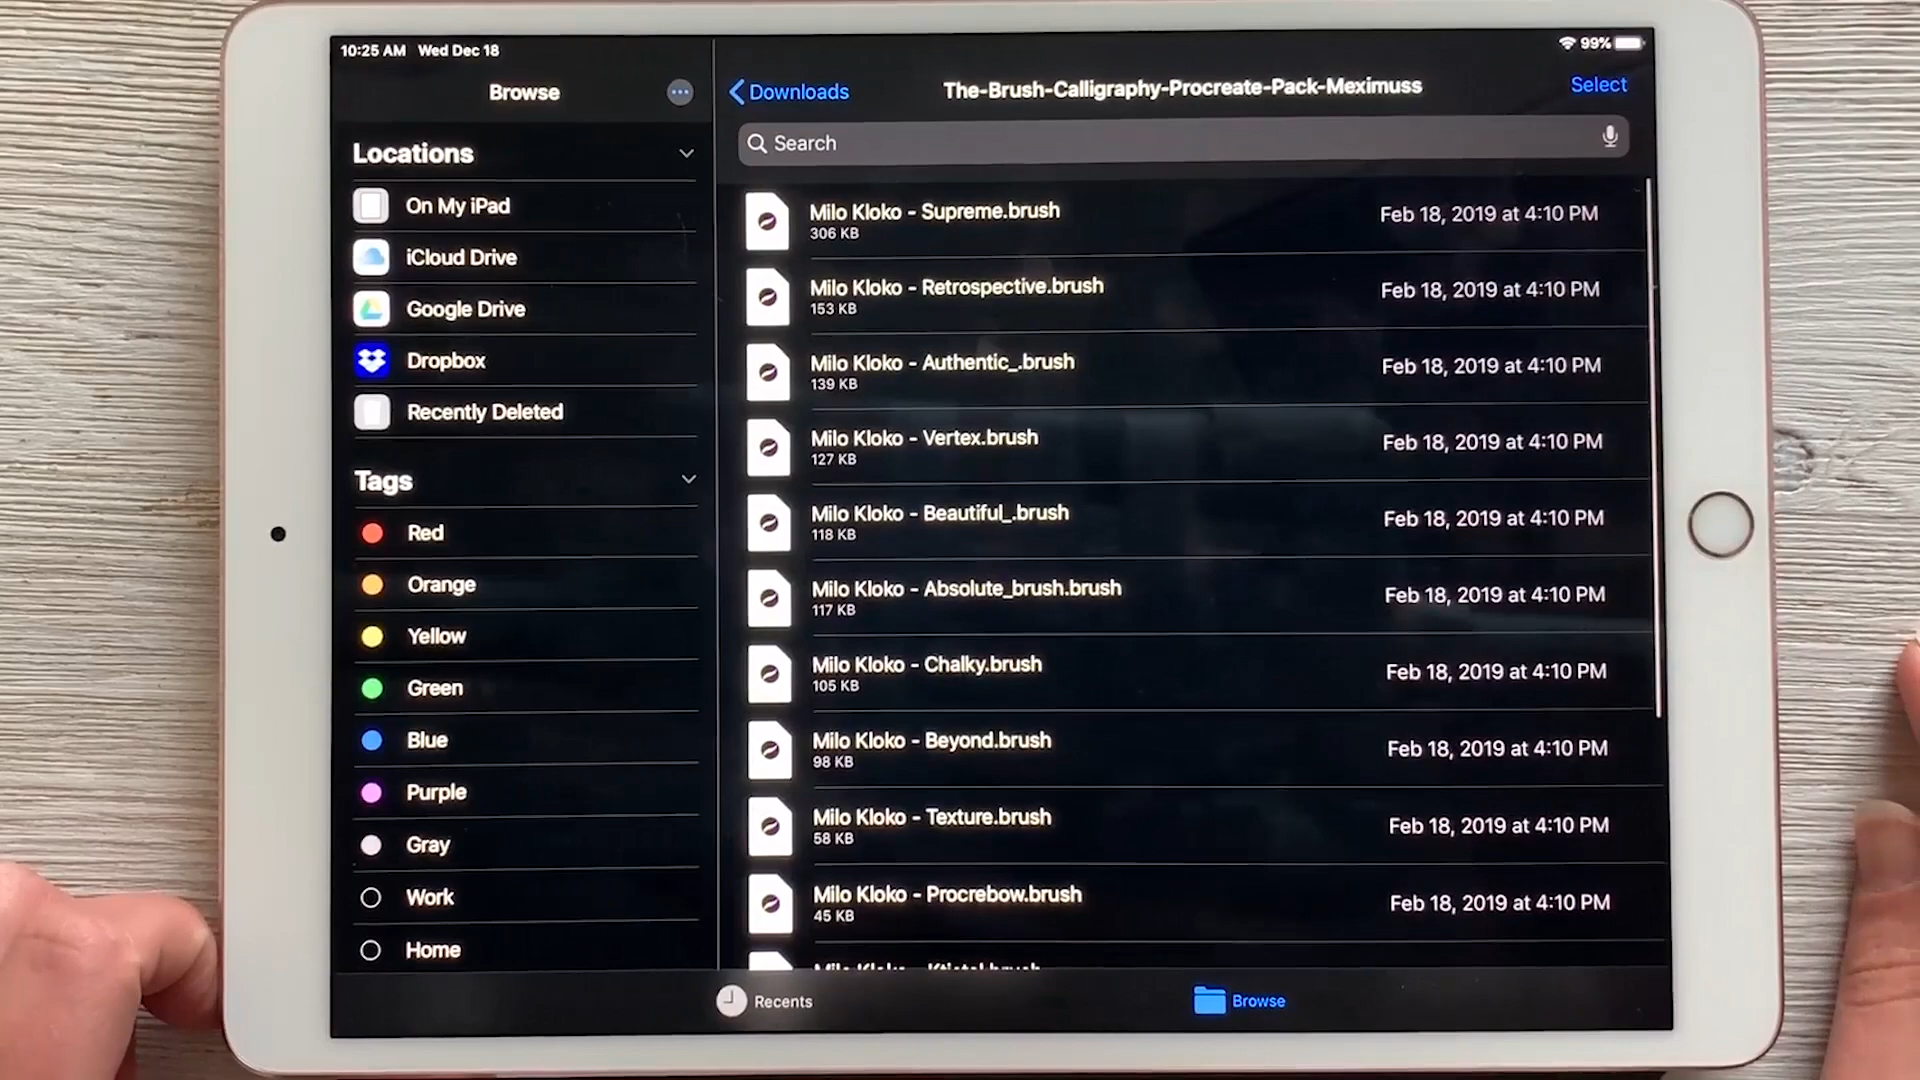 10:25 AM Wed Dec 18
99%
Browse
Locations
On My iPad
iCloud Drive
Google Drive
Dropbox
Recently Deleted
Tags
Red
Orange
Yellow
Green
Blue
Purple
Gray
Work
Home
Downloads
The-Brush-Calligraphy-Procreate-Pack-Meximuss
Select
Search
Milo Kloko - Supreme.brush
306 KB
Feb 18, 2019 at 4:10 PM
Milo Kloko - Retrospective.brush
153 KB
Feb 18, 2019 at 4:10 PM
Milo Kloko - Authentic_.brush
139 KB
Feb 18, 2019 at 4:10 PM
Milo Kloko - Vertex.brush
127 KB
Feb 18, 2019 at 4:10 PM
Milo Kloko - Beautiful_.brush
118 KB
Feb 18, 2019 at 4:10 PM
Milo Kloko - Absolute_brush.brush
117 KB
Feb 18, 2019 at 4:10 PM
Milo Kloko - Chalky.brush
105 KB
Feb 18, 2019 at 4:10 PM
Milo Kloko - Beyond.brush
98 KB
Feb 18, 2019 at 4:10 PM
Milo Kloko - Texture.brush
58 KB
Feb 18, 2019 at 4:10 PM
Milo Kloko - Procrebow.brush
45 KB
Feb 18, 2019 at 4:10 PM
Recents
Browse